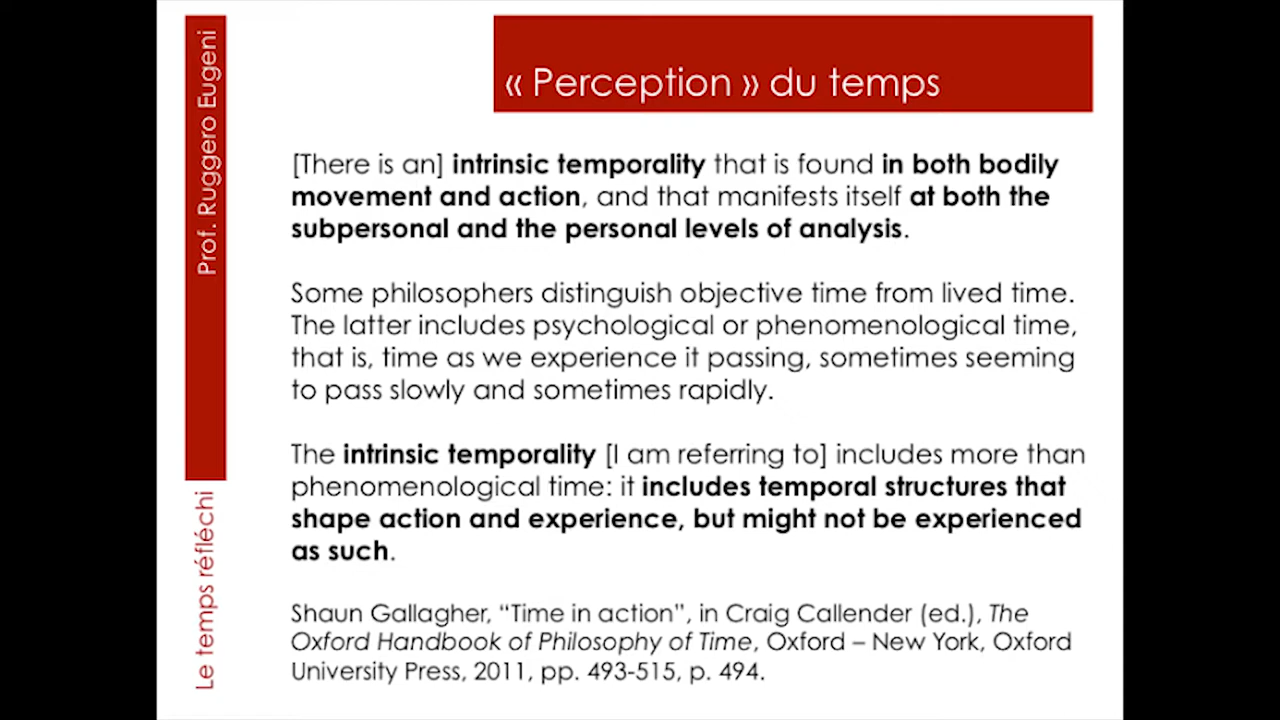 Prof. Ruggero Eugeni
Le temps réfléchi
« Perception » du temps
[There is an] intrinsic temporality that is found in both bodily
movement and action, and that manifests itself at both the
subpersonal and the personal levels of analysis.
Some philosophers distinguish objective time from lived time.
The latter includes psychological or phenomenological time,
that is, time as we experience it passing, sometimes seeming
to pass slowly and sometimes rapidly.
The intrinsic temporality [I am referring to] includes more than
phenomenological time: it includes temporal structures that
shape action and experience, but might not be experienced
as such.
Shaun Gallagher, “Time in action”, in Craig Callender (ed.), The
Oxford Handbook of Philosophy of Time, Oxford – New York, Oxford
University Press, 2011, pp. 493-515, p. 494.